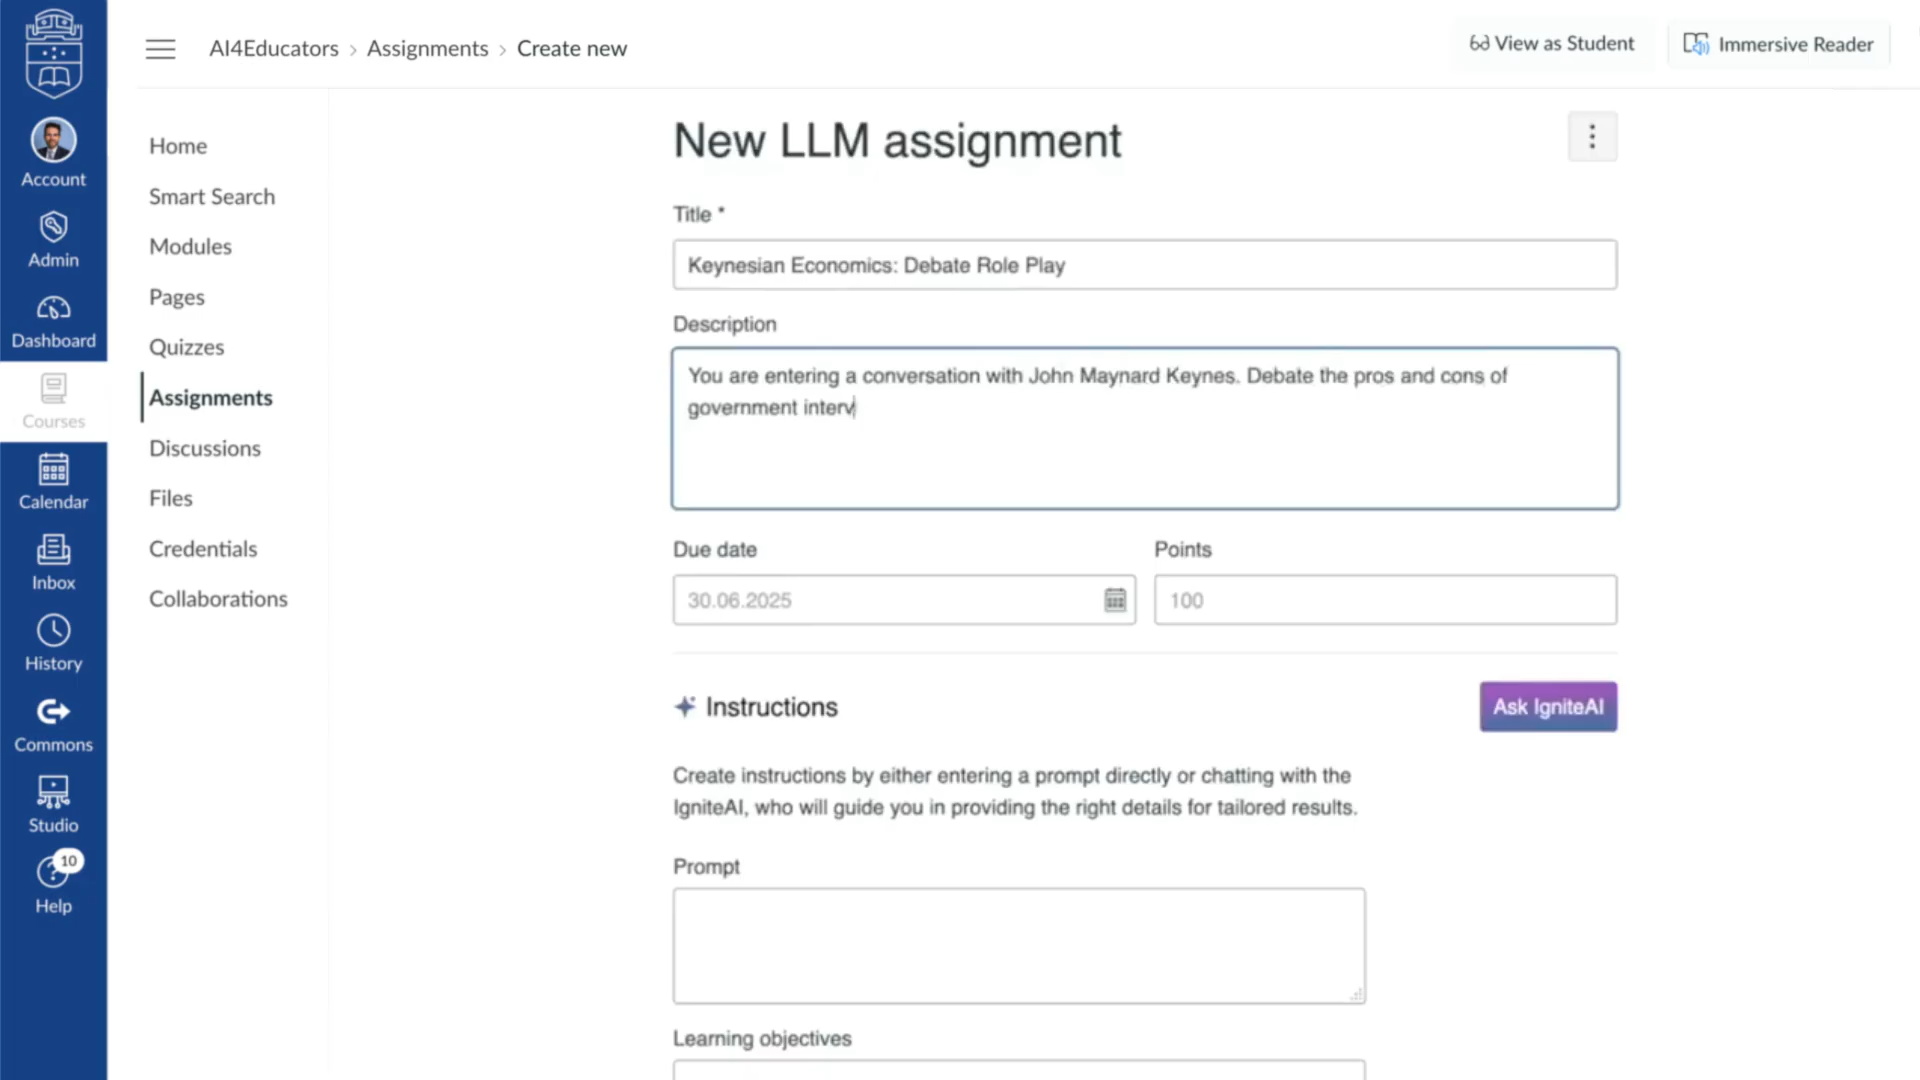 AI4Educators > Assignments > Create new
View as Student
Immersive Reader
Account
Admin
Dashboard
Courses
Calendar
Inbox
History
Commons
Studio
10
Help
Home
Smart Search
Modules
Pages
Quizzes
Assignments
Discussions
Files
Credentials
Collaborations
New LLM assignment
Title *
Keynesian Economics: Debate Role Play
Description
You are entering a conversation with John Maynard Keynes. Debate the pros and cons of
government interv
Due date
Points
30.06.2025
100
Instructions
Ask IgniteAI
Create instructions by either entering a prompt directly or chatting with the
IgniteAI, who will guide you in providing the right details for tailored results.
Prompt
Learning objectives